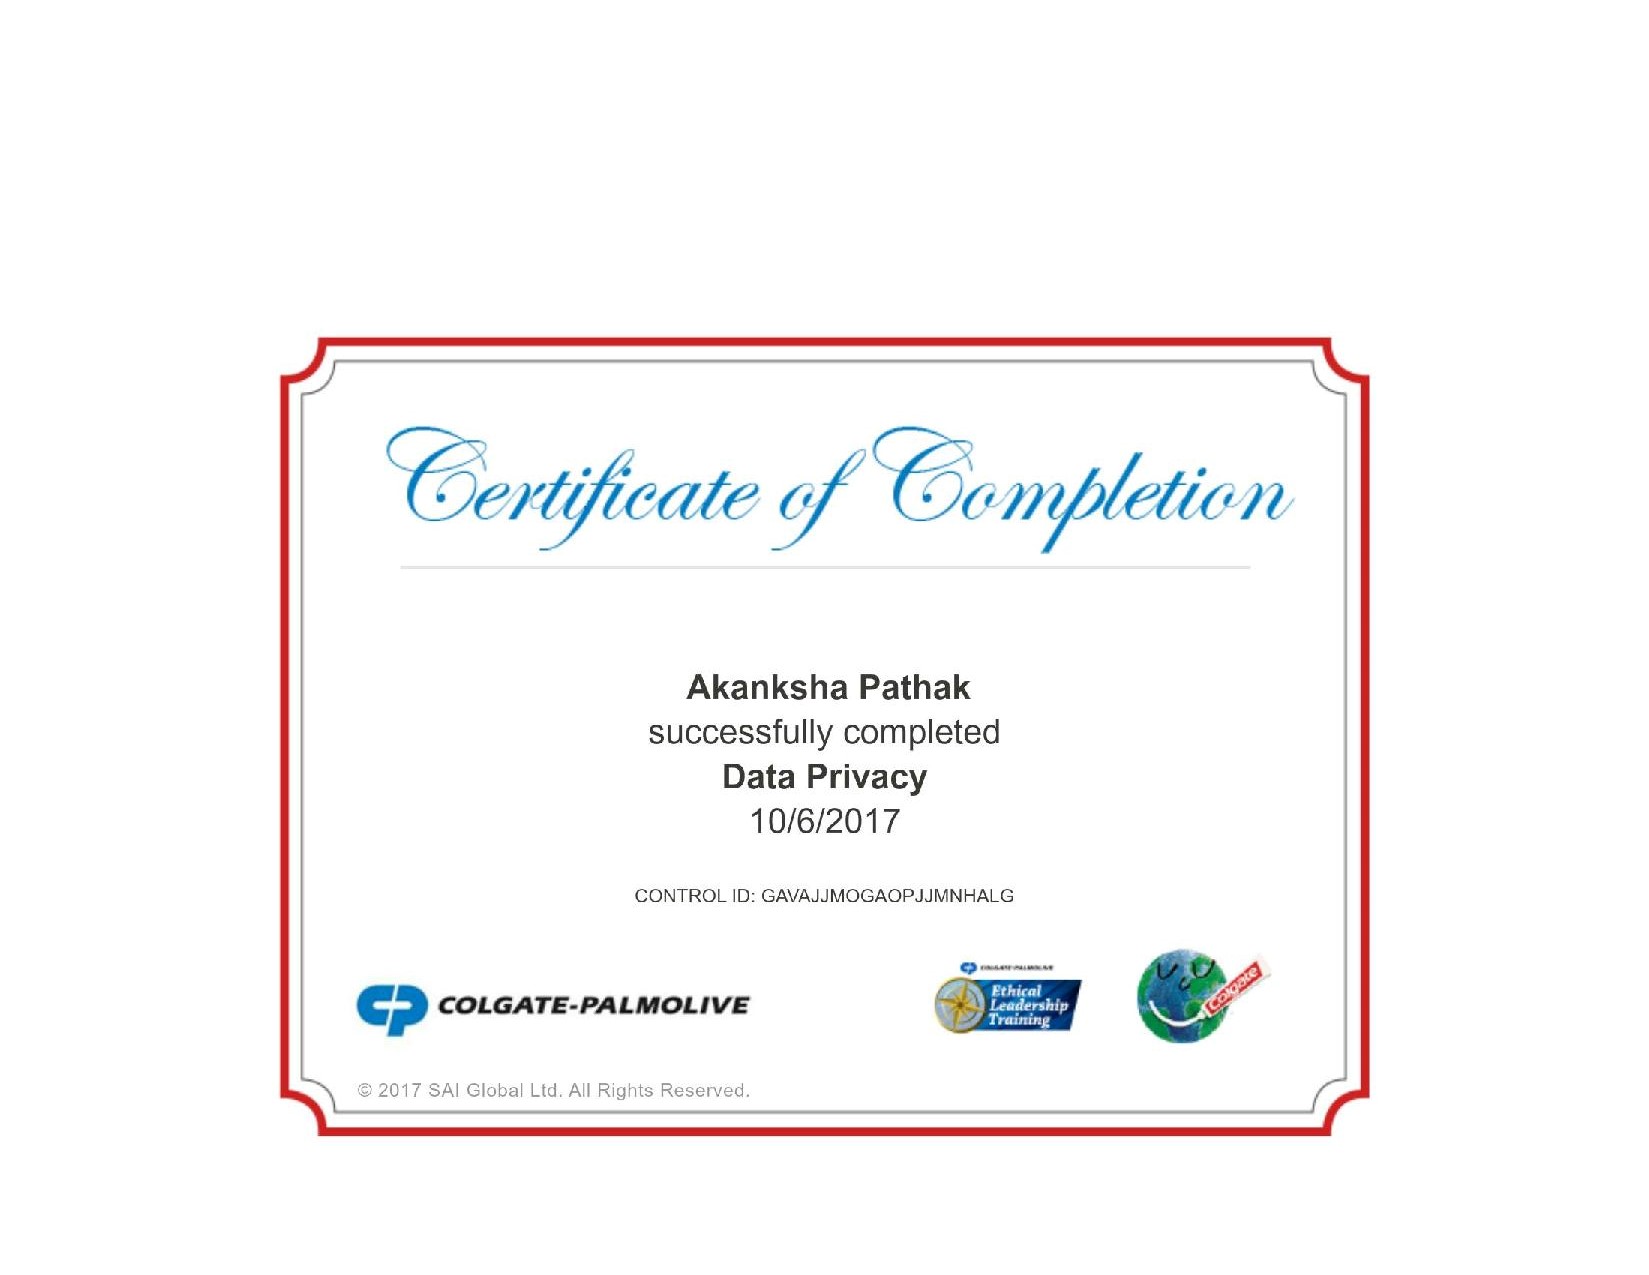 Certificate of Completion
Akanksha Pathak
successfully completed
Data Privacy
10/6/2017
CONTROL ID: GAVAJJMOGAOPJJMNHALG
COLGATE-PALMOLIVE
COLGATE-PALMOLIVE
Ethical
Leadership
Training
Colgate
© 2017 SAI Global Ltd. All Rights Reserved.